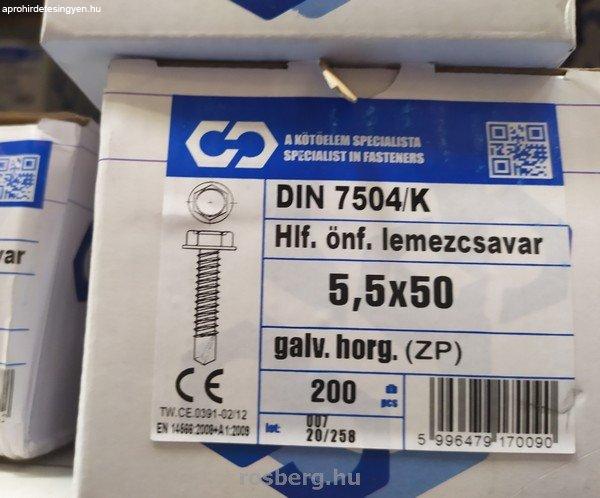 aprohirdetesingyen.hu
A KÖTŐELEM SPECIALISTA
SPECIALIST IN FASTENERS
DIN 7504/K
Hlf. önf. lemezcsavar
5,5x50
galv. horg. (ZP)
200 pcs
lot: 007
20/258
CE
TW.CE.0391-02/12
EN 14566:2008+A1:2009
5 996479 170090
var
rosberg.hu